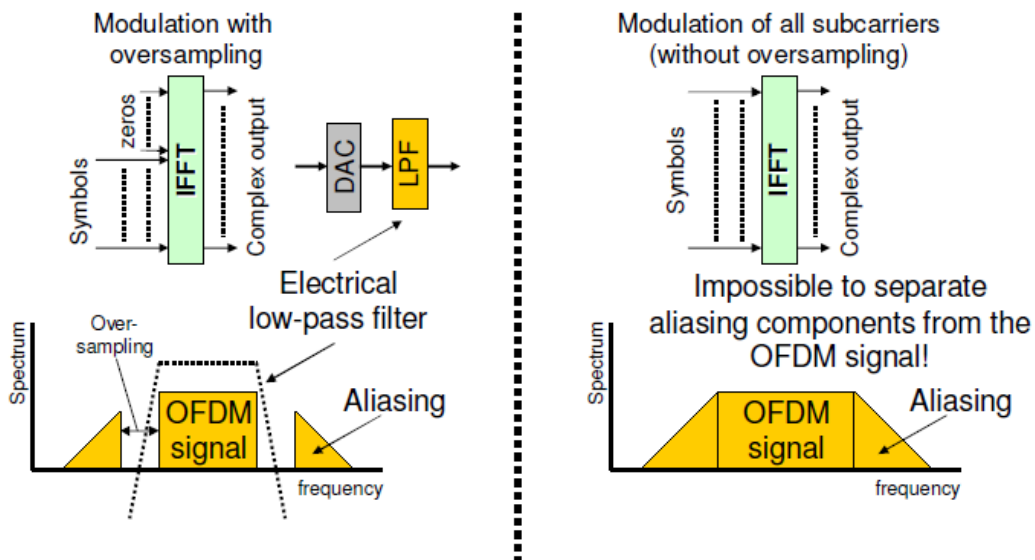 Modulation with
oversampling
zeros
Symbols
IFFT
Complex output
DAC
LPF
Electrical
low-pass filter
Over-
sampling
Spectrum
OFDM
signal
Aliasing
frequency
Modulation of all subcarriers
(without oversampling)
Symbols
IFFT
Complex output
Impossible to separate
aliasing components from the
OFDM signal!
Spectrum
OFDM
signal
Aliasing
frequency